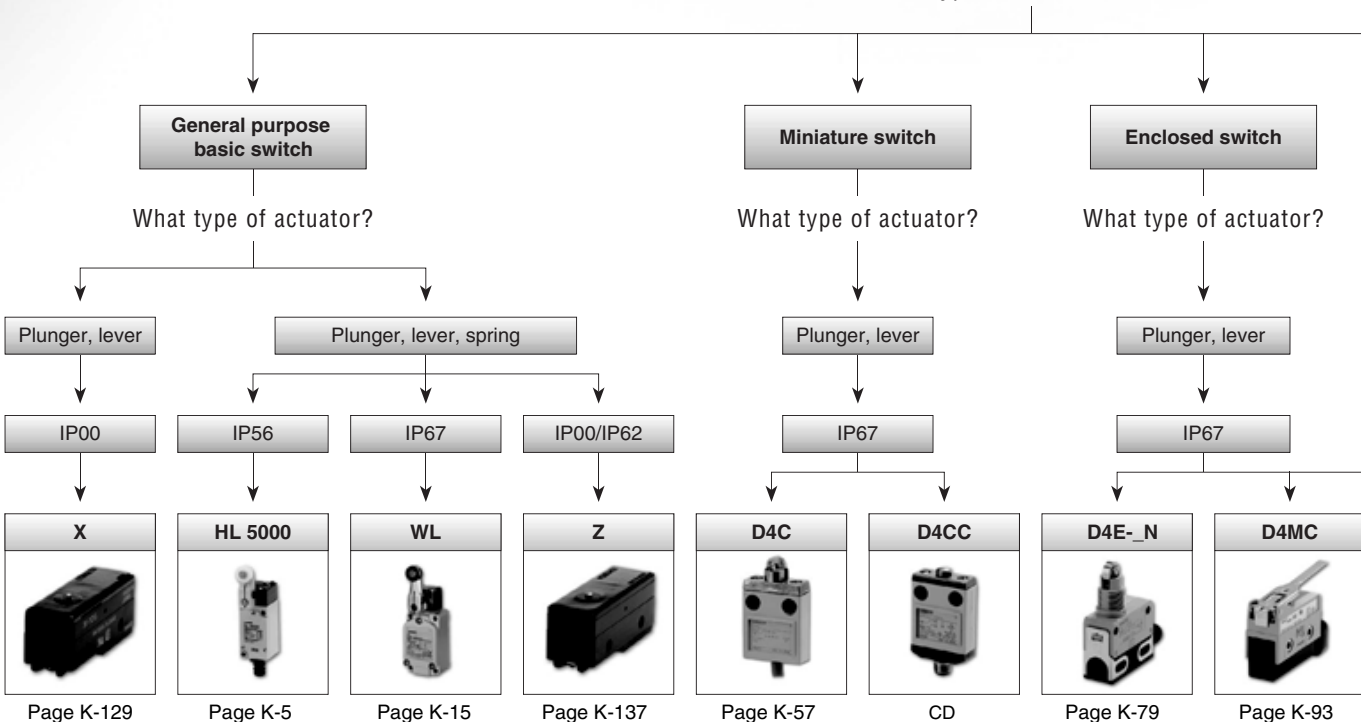 General purpose
basic switch
Miniature switch
Enclosed switch
What type of actuator?
What type of actuator?
What type of actuator?
Plunger, lever
Plunger, lever, spring
Plunger, lever
Plunger, lever
IP00
IP56
IP67
IP00/IP62
IP67
IP67
X
HL 5000
WL
Z
D4C
D4CC
D4E-_N
D4MC
Page K-129
Page K-5
Page K-15
Page K-137
Page K-57
CD
Page K-79
Page K-93